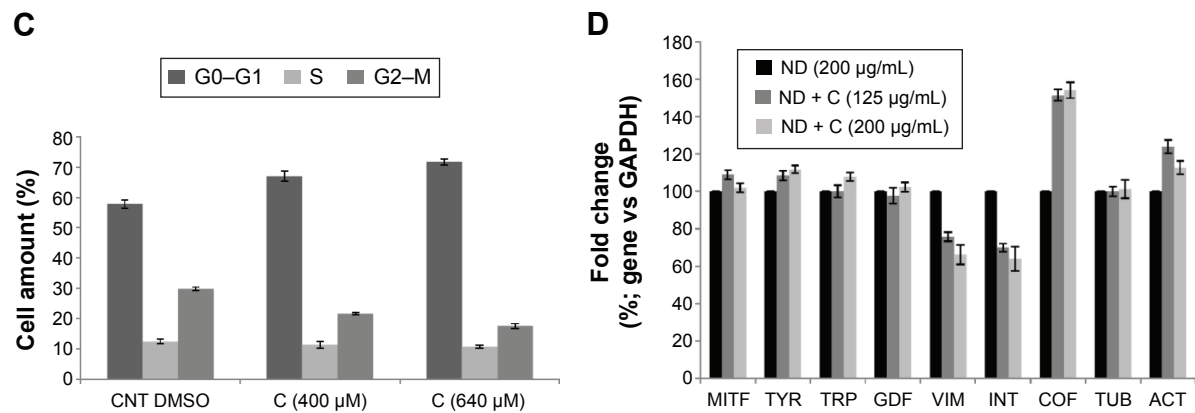 C
G0–G1 S G2–M
Cell amount (%)
80
70
60
50
40
30
20
10
0
CNT DMSO C (400 µM) C (640 µM)
D
ND (200 µg/mL)
ND + C (125 µg/mL)
ND + C (200 µg/mL)
Fold change
(%; gene vs GAPDH)
180
160
140
120
100
80
60
40
20
0
MITF TYR TRP GDF VIM INT COF TUB ACT